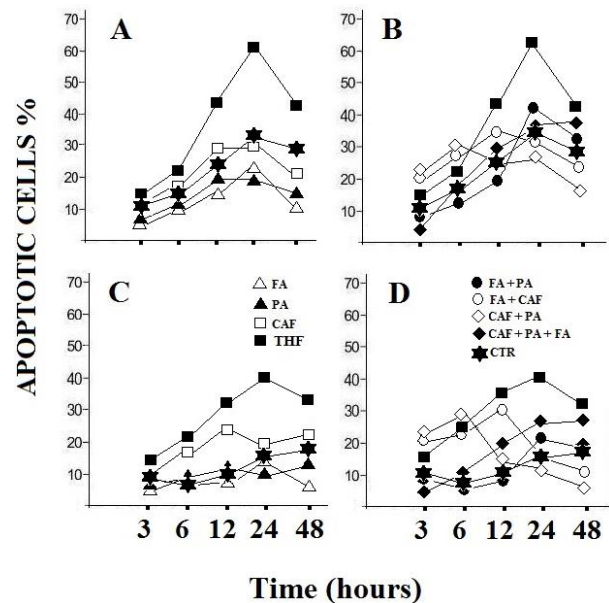 APOPTOTIC CELLS %
A
70
60
50
40
30
20
10
B
70
60
50
40
30
20
10
C
70
60
50
40
30
20
10
FA
PA
CAF
THF
3 6 12 24 48
D
70
60
50
40
30
20
10
FA + PA
FA + CAF
CAF + PA
CAF + PA + FA
CTR
3 6 12 24 48
Time (hours)